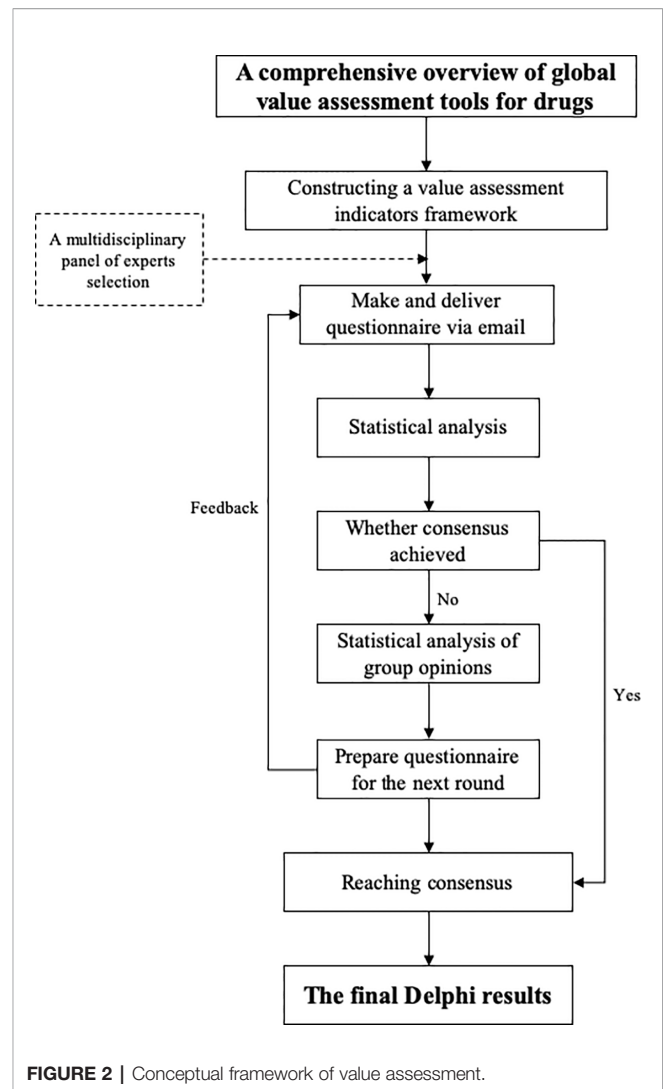 A comprehensive overview of global
value assessment tools for drugs
Constructing a value assessment
indicators framework
A multidisciplinary
panel of experts
selection
Make and deliver
questionnaire via email
Statistical analysis
Feedback
Whether consensus
achieved
No
Statistical analysis of
group opinions
Yes
Prepare questionnaire
for the next round
Reaching consensus
The final Delphi results
FIGURE 2 | Conceptual framework of value assessment.